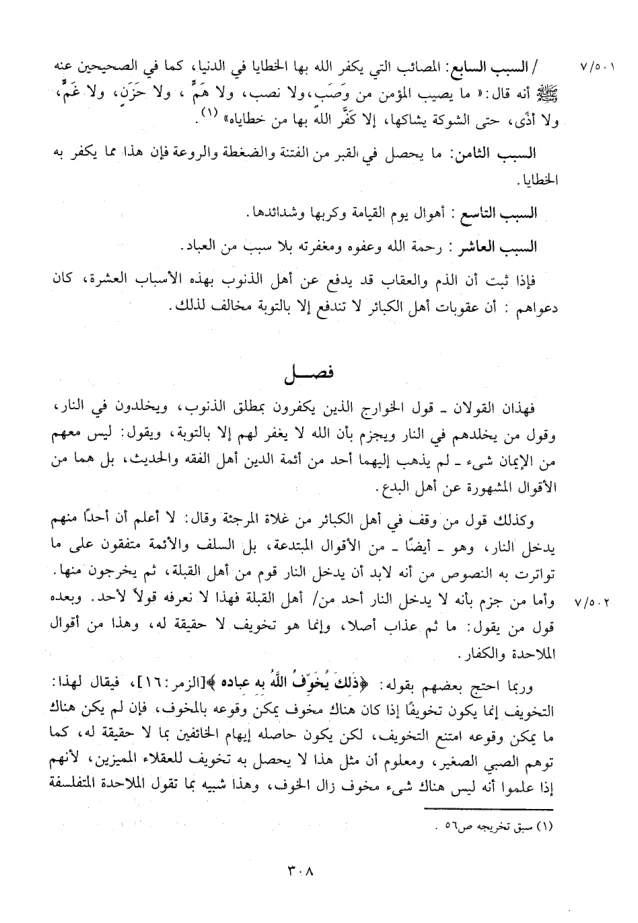 / السبب السابع: المصائب التي يكفر الله بها الخطايا في الدنيا، كما في الصحيحين عنه ٧/٥٠١
ﷺ أنه قال:« ما يصيب المؤمن من وَصَبٍ،ولا نصب، ولا هَمٍّ ، ولا حَزَنٍ، ولا غَمٍّ،
ولا أذًى، حتى الشوكة يشاكها، إلا كَفَّر الله بها من خطاياه» (١).
السبب الثامن: ما يحصل في القبر من الفتنة والضغطة والروعة فإن هذا مما يكفر به
الخطايا.
السبب التاسع : أهوال يوم القيامة وكربها وشدائدها.
السبب العاشر : رحمة الله وعفوه ومغفرته بلا سبب من العباد.
فإذا ثبت أن الذم والعقاب قد يدفع عن أهل الذنوب بهذه الأسباب العشرة، كان
دعواهم : أن عقوبات أهل الكبائر لا تندفع إلا بالتوبة مخالف لذلك.
فصــل
فهذان القولان ـ قول الخوارج الذين يكفرون بمطلق الذنوب، ويخلدون في النار،
وقول من يخلدهم في النار ويجزم بأن الله لا يغفر لهم إلا بالتوبة، ويقول: ليس معهم
من الإيمان شىء ـ لم يذهب إليهما أحد من أئمة الدين أهل الفقه والحديث، بل هما من
الأقوال المشهورة عن أهل البدع.
وكذلك قول من وقف في أهل الكبائر من غلاة المرجئة وقال: لا أعلم أن أحدًا منهم
يدخل النار، وهو ـ أيضًا ـ من الأقوال المبتدعة، بل السلف والأئمة متفقون على ما
تواترت به النصوص من أنه لابد أن يدخل النار قوم من أهل القبلة، ثم يخرجون منها.
وأما من جزم بأنه لا يدخل النار أحد من/ أهل القبلة فهذا لا نعرفه قولاً لأحد. وبعده ٧/٥٠٢
قول من يقول: ما ثم عذاب أصلا، وإنما هو تخويف لا حقيقة له، وهذا من أقوال
الملاحدة والكفار.
وربما احتج بعضهم بقوله: ﴿ذَلِكَ يُخَوِّفُ اللَّهُ بِهِ عِبَادَه ﴾[الزمر:١٦]، فيقال لهذا:
التخويف إنما يكون تخويفًا إذا كان هناك مخوف يمكن وقوعه بالمخوف، فإن لم يكن هناك
ما يمكن وقوعه امتنع التخويف، لكن يكون حاصله إيهام الخائفين بما لا حقيقة له، كما
توهم الصبي الصغير، ومعلوم أن مثل هذا لا يحصل به تخويف للعقلاء المميزين، لأنهم
إذا علموا أنه ليس هناك شىء مخوف زال الخوف، وهذا شبيه بما تقول الملاحدة المتفلسفة
(١) سبق تخريجه ص٥٦ .
٣٠٨